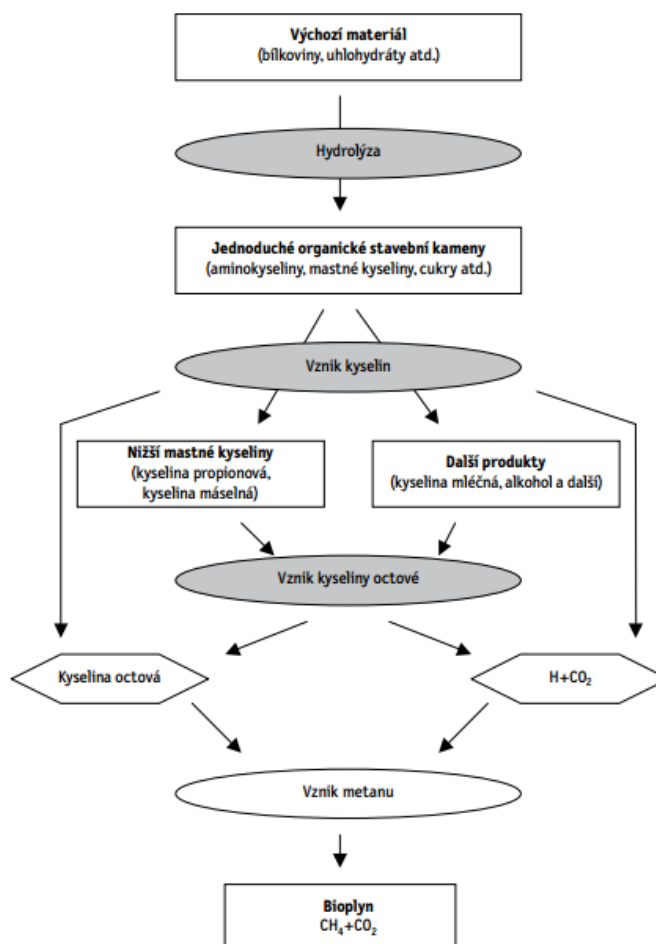 Výchozí materiál
(bílkoviny, uhlohydráty atd.)
Hydrolýza
Jednoduché organické stavební kameny
(aminokyseliny, mastné kyseliny, cukry atd.)
Vznik kyselin
Nižší mastné kyseliny
(kyselina propionová,
kyselina máselná)
Další produkty
(kyselina mléčná, alkohol a další)
Vznik kyseliny octové
Kyselina octová
H+CO₂
Vznik metanu
Bioplyn
CH₄+CO₂